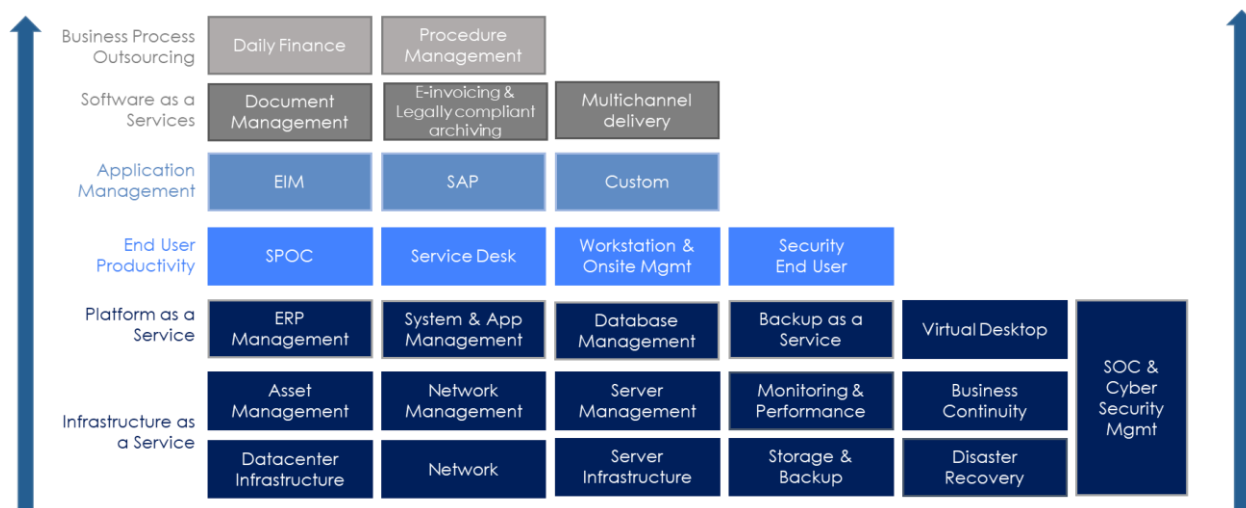 Business Process
Outsourcing
Daily Finance
Procedure
Management
Software as a
Services
Document
Management
E-invoicing &
Legally compliant
archiving
Multichannel
delivery
Application
Management
EIM
SAP
Custom
End User
Productivity
SPOC
Service Desk
Workstation &
Onsite Mgmt
Security
End User
Platform as a
Service
ERP
Management
System & App
Management
Database
Management
Backup as a
Service
Virtual Desktop
SOC &
Cyber
Security
Mgmt
Infrastructure as
a Service
Asset
Management
Network
Management
Server
Management
Monitoring &
Performance
Business
Continuity
Datacenter
Infrastructure
Network
Server
Infrastructure
Storage &
Backup
Disaster
Recovery